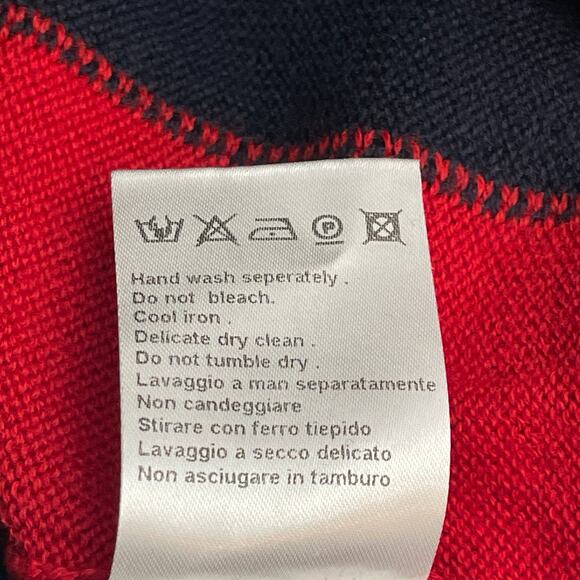 P
Hand wash seperately .
Do not bleach.
Cool iron .
Delicate dry clean .
Do not tumble dry .
Lavaggio a man separatamente
Non candeggiare
Stirare con ferro tiepido
Lavaggio a secco delicato
Non asciugare in tamburo